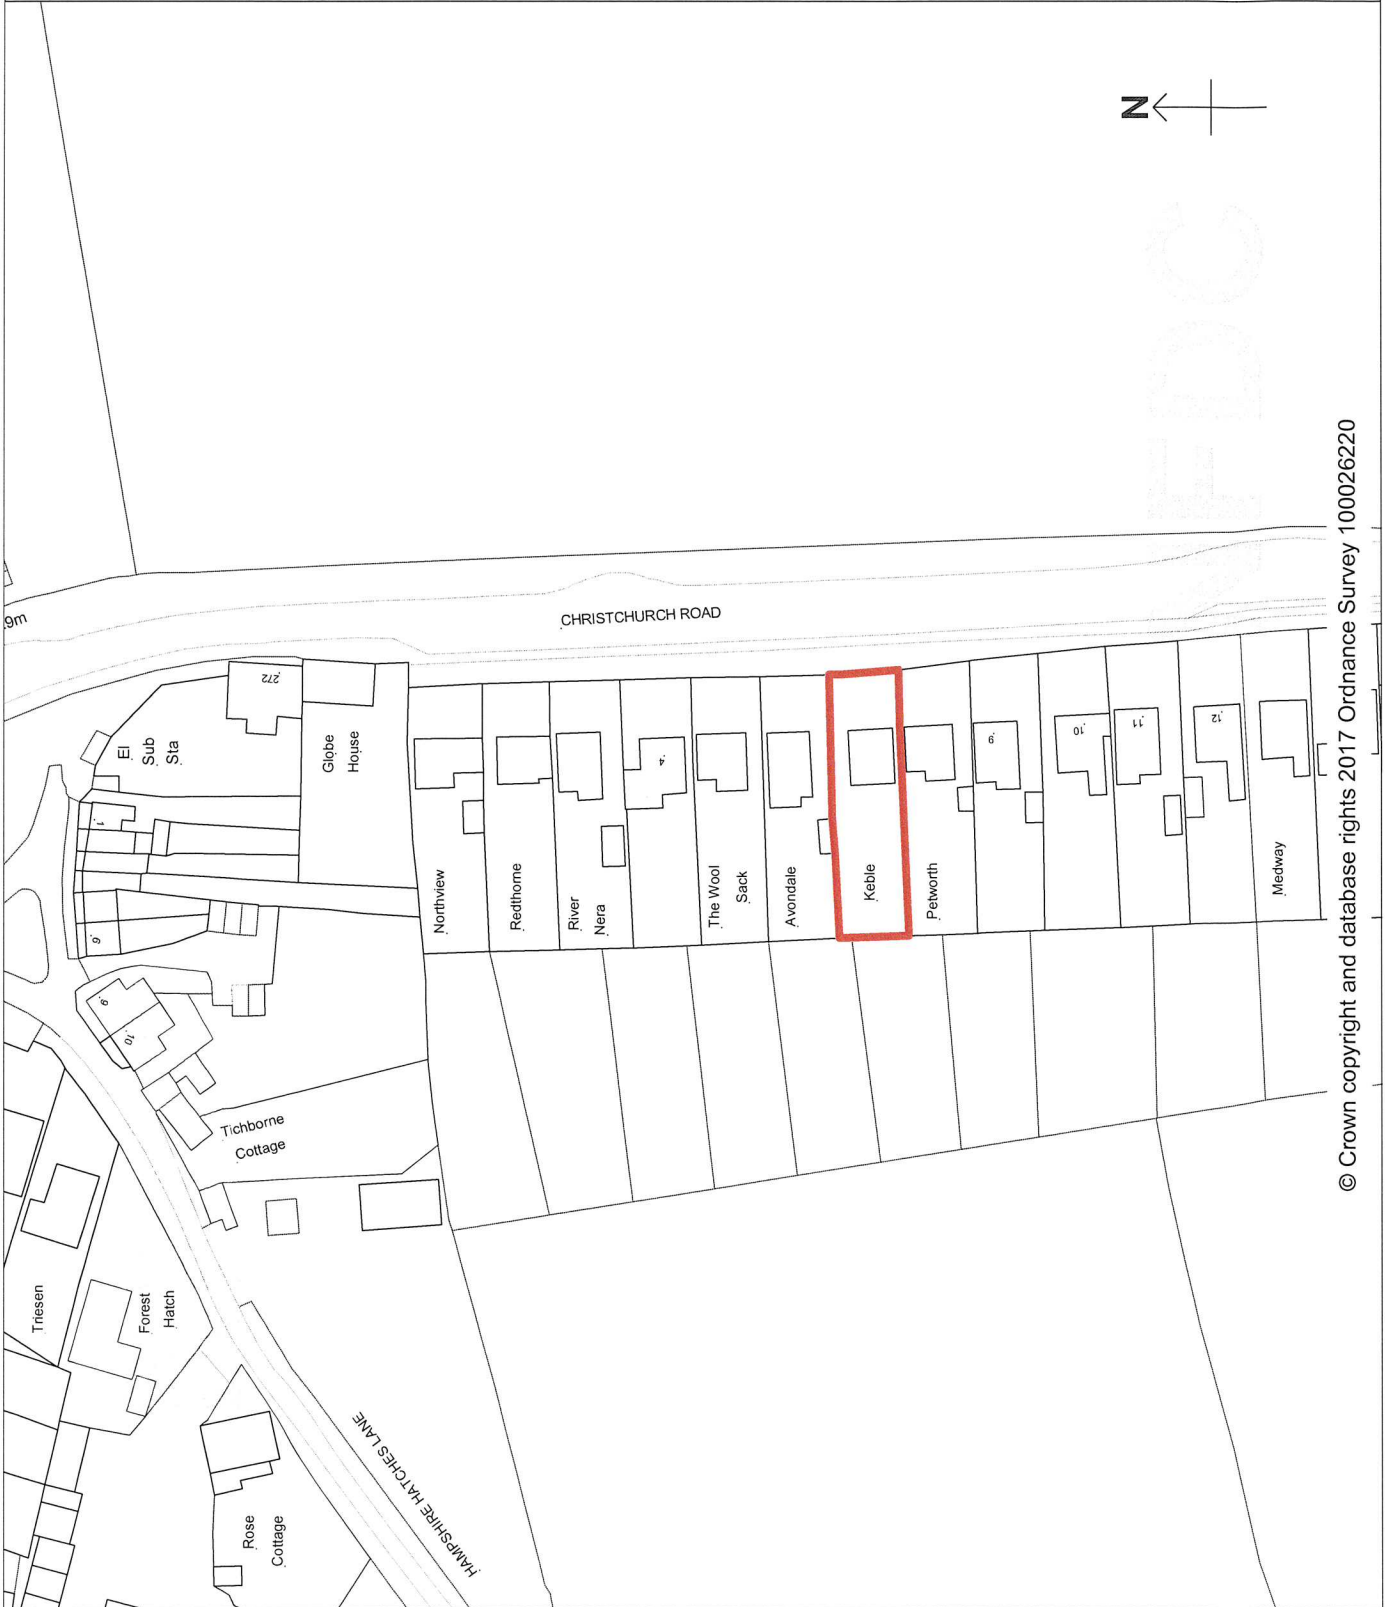 N
9m
CHRISTCHURCH ROAD
272
El
Sub
Sta
Globe
House
1
6
9
10
Tichborne
Cottage
Triesen
Forest
Hatch
Rose
Cottage
HAMPSHIRE HATCHES LANE
Northview
Redthorne
River
Nera
4
The Wool
Sack
Avondale
Keble
Petworth
9
10
11
12
Medway
© Crown copyright and database rights 2017 Ordnance Survey 100026220